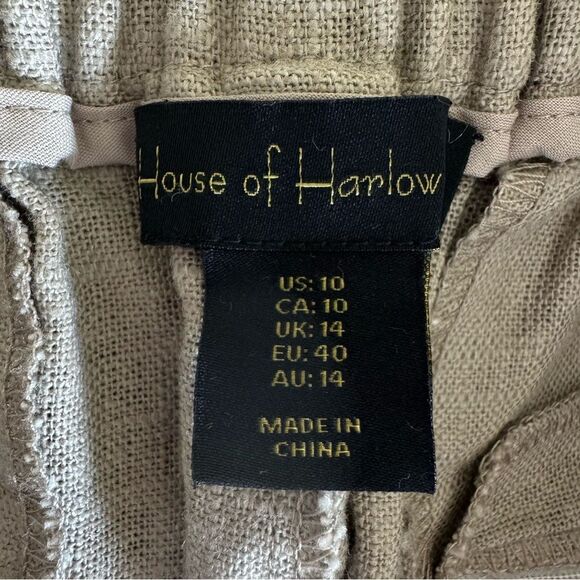 House of Harlow
US: 10
CA: 10
UK: 14
EU: 40
AU: 14
MADE IN
CHINA